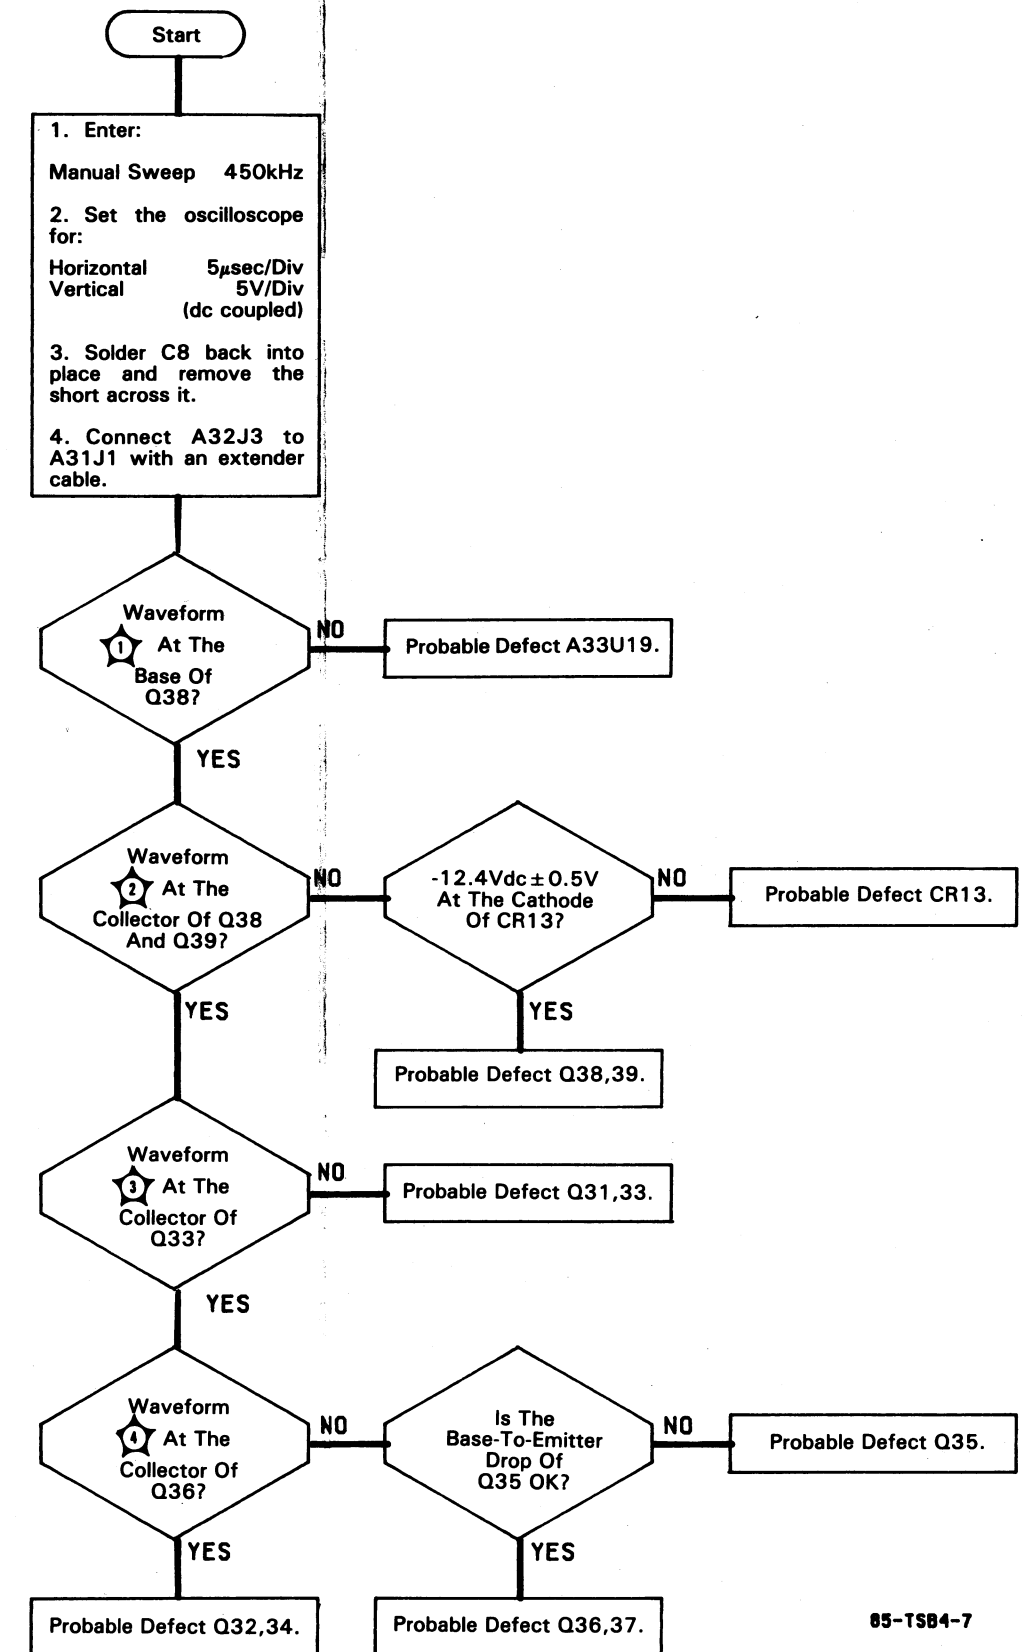 Start
1. Enter:
Manual Sweep 450kHz
2. Set the oscilloscope
for:
Horizontal 5μsec/Div
Vertical 5V/Div
(dc coupled)
3. Solder C8 back into
place and remove the
short across it.
4. Connect A32J3 to
A31J1 with an extender
cable.
Waveform
1 At The
Base Of
Q38?
NO
Probable Defect A33U19.
YES
Waveform
2 At The
Collector Of Q38
And Q39?
NO
-12.4Vdc±0.5V
At The Cathode
Of CR13?
NO
Probable Defect CR13.
YES
YES
Probable Defect Q38,39.
Waveform
3 At The
Collector Of
Q33?
NO
Probable Defect Q31,33.
YES
Waveform
4 At The
Collector Of
Q36?
NO
Is The
Base-To-Emitter
Drop Of
Q35 OK?
NO
Probable Defect Q35.
YES
YES
Probable Defect Q32,34.
Probable Defect Q36,37.
85-TSB4-7